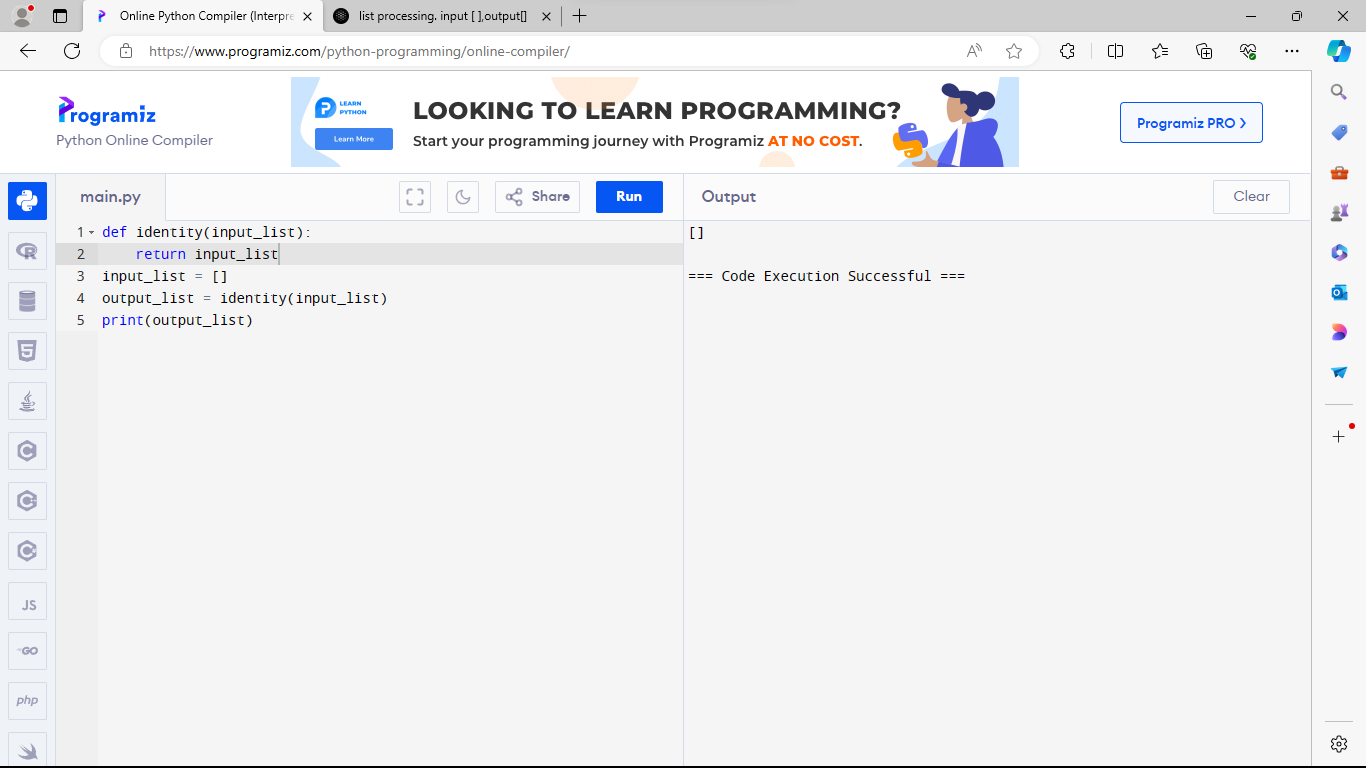 Online Python Compiler (Interpre
list processing. input [ ],output[]
https://www.programiz.com/python-programming/online-compiler/
Programiz
Python Online Compiler
LEARN
PYTHON
Learn More
LOOKING TO LEARN PROGRAMMING?
Start your programming journey with Programiz AT NO COST.
Programiz PRO
main.py
Share
Run
Output
Clear
1 def identity(input_list):
2     return input_list
3 input_list = []
4 output_list = identity(input_list)
5 print(output_list)
[]
=== Code Execution Successful ===
JS
GO
php